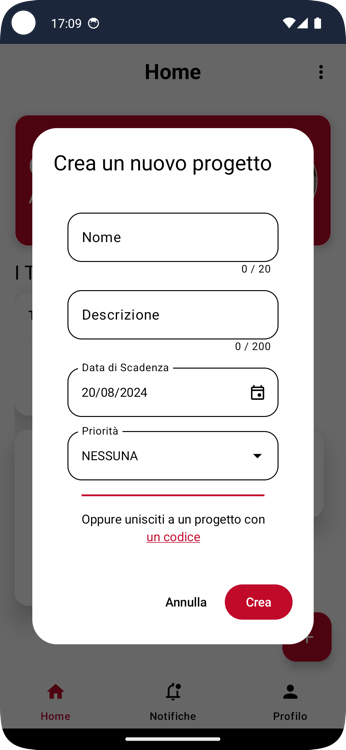 17:09
Home
Crea un nuovo progetto
I T
Nome
0 / 20
Descrizione
0 / 200
Data di Scadenza
20/08/2024
Priorità
NESSUNA
Oppure unisciti a un progetto con
un codice
Annulla
Crea
Home
Notifiche
Profilo